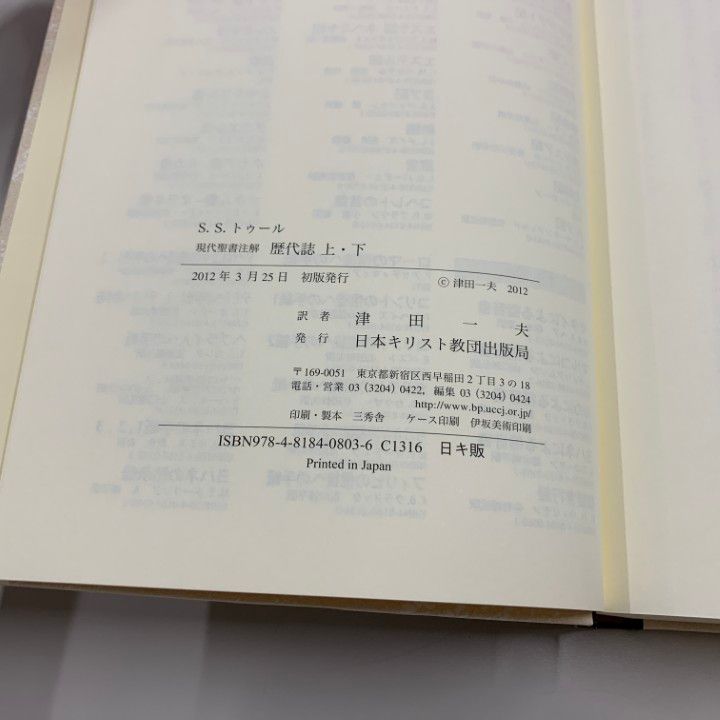 S. S. トゥール
現代聖書注解 歴代誌 上・下
2012 年 3 月 25 日 初版発行 © 津田一夫 2012
訳者 津田一夫
発行 日本キリスト教団出版局
〒169-0051 東京都新宿区西早稲田 2 丁目 3 の 18
電話・営業 03 (3204) 0422, 編集 03 (3204) 0424
http://www.bp.uccj.or.jp/
印刷・製本 三秀舎 ケース印刷 伊坂美術印刷
ISBN978-4-8184-0803-6 C1316 日キ販
Printed in Japan